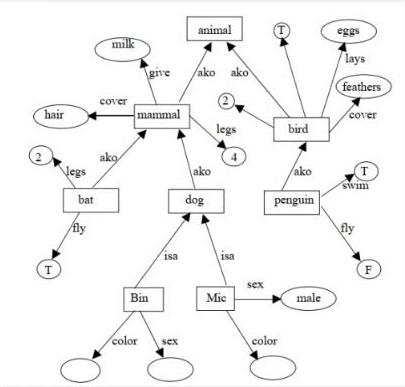 animal
T
eggs
milk
lays
give
ako
ako
feathers
cover
2
cover
hair
mammal
bird
legs
2
ako
4
legs
ako
ako
T
swim
bat
dog
penguin
fly
fly
T
isa
isa
F
Bin
Mic
sex
male
color
sex
color